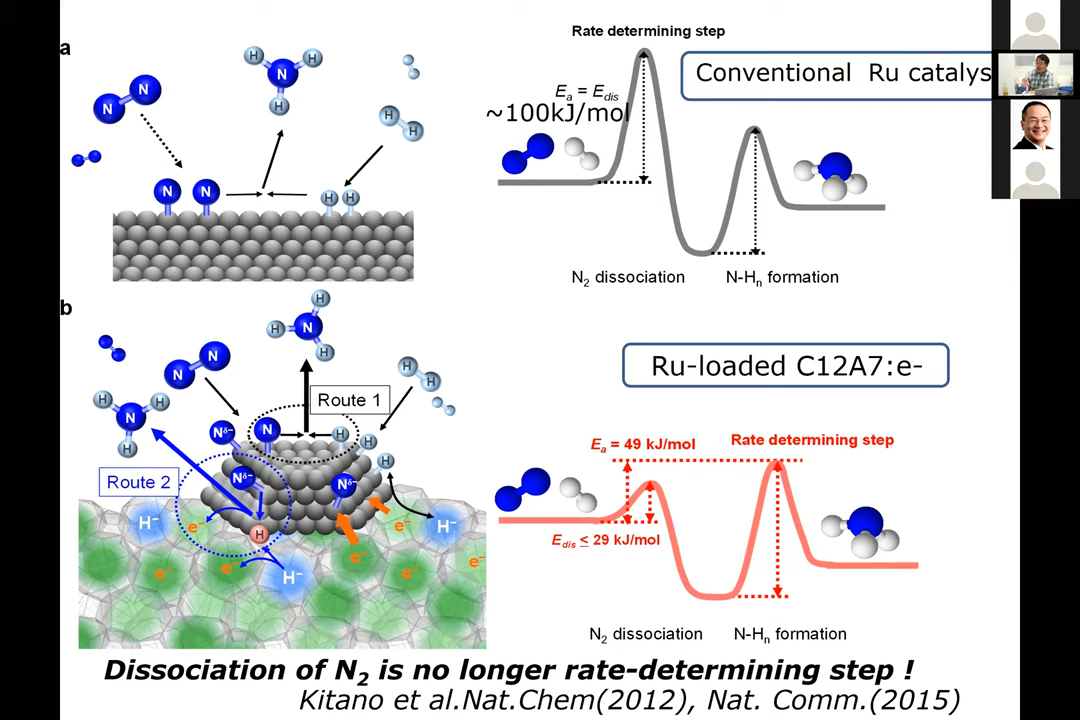 a
Rate determining step
Conventional Ru catalys
Ea = Edis
~100kJ/mol
N
N
H
H
N
H
H
H
N
N
H
H
N2 dissociation
N-Hn formation
b
H
H
N
H
N
N
H
H
N
H
H
H
Route 1
Ru-loaded C12A7:e-
Nδ−
N
H
H
H
Route 2
Nδ−
Nδ−
H−
e−
H
e−
H−
e−
e−
e−
H−
e−
e−
e−
Ea = 49 kJ/mol
Rate determining step
Edis ≤ 29 kJ/mol
N2 dissociation
N-Hn formation
Dissociation of N2 is no longer rate-determining step !
Kitano et al.Nat.Chem(2012), Nat. Comm.(2015)